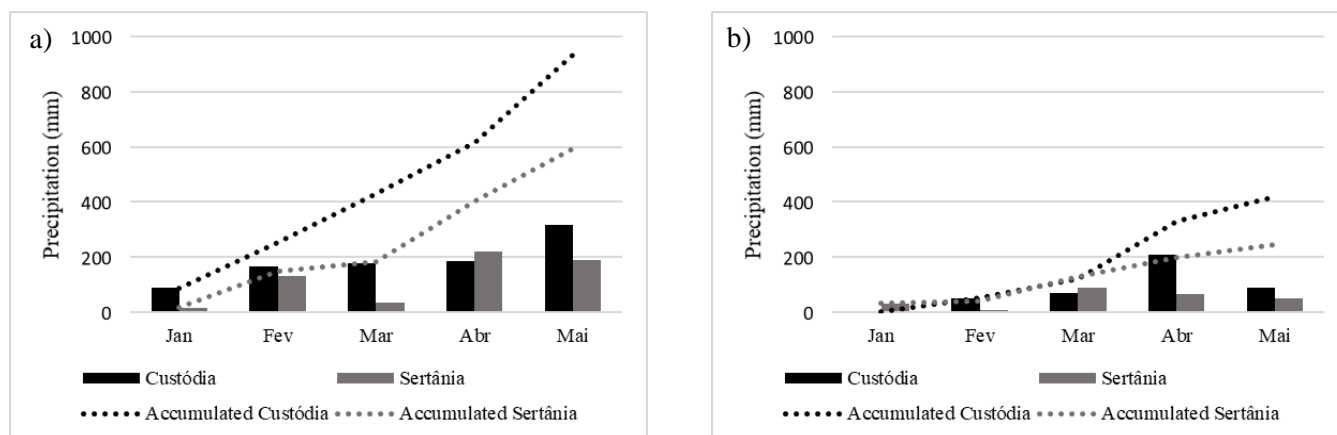 a)
Precipitation (mm)
1000
800
600
400
200
0
Jan Fev Mar Abr Mai
Custódia Sertânia
Accumulated Custódia Accumulated Sertânia
b)
Precipitation (mm)
1000
800
600
400
200
0
Jan Fev Mar Abr Mai
Custódia Sertânia
Accumulated Custódia Accumulated Sertânia